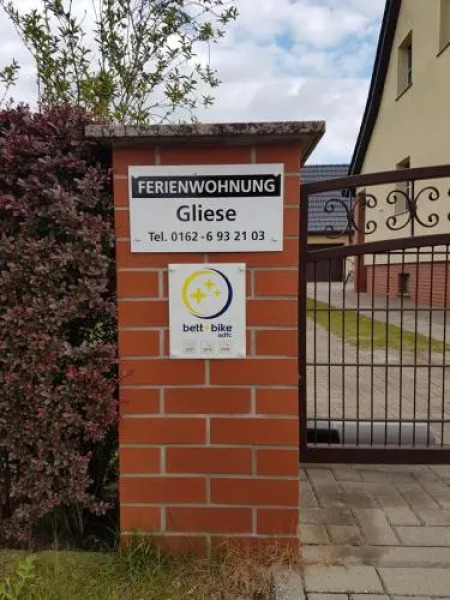 FERIENWOHNUNG
Gliese
Tel. 0162-6 93 21 03
bett+bike
adfc